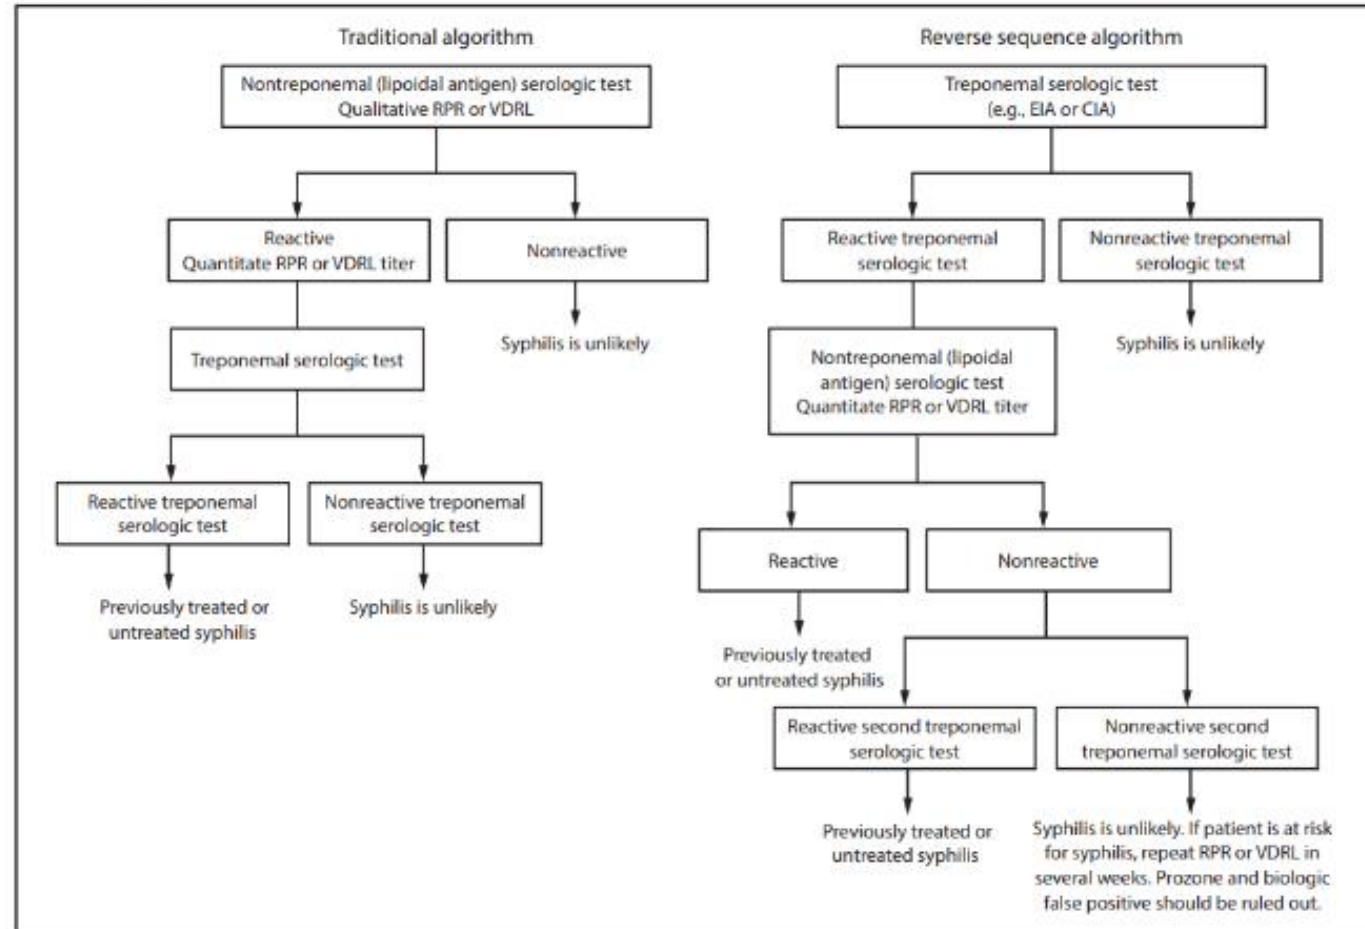 Traditional algorithm
Nontreponemal (lipoidal antigen) serologic test
Qualitative RPR or VDRL
Reactive
Quantitate RPR or VDRL titer
Nonreactive
Syphilis is unlikely
Treponemal serologic test
Reactive treponemal
serologic test
Nonreactive treponemal
serologic test
Previously treated or
untreated syphilis
Syphilis is unlikely
Reverse sequence algorithm
Treponemal serologic test
(e.g., EIA or CIA)
Reactive treponemal
serologic test
Nonreactive treponemal
serologic test
Syphilis is unlikely
Nontreponemal (lipoidal
antigen) serologic test
Quantitate RPR or VDRL titer
Reactive
Nonreactive
Previously treated
or untreated syphilis
Reactive second treponemal
serologic test
Nonreactive second
treponemal serologic test
Previously treated or
untreated syphilis
Syphilis is unlikely. If patient is at risk
for syphilis, repeat RPR or VDRL in
several weeks. Prozone and biologic
false positive should be ruled out.